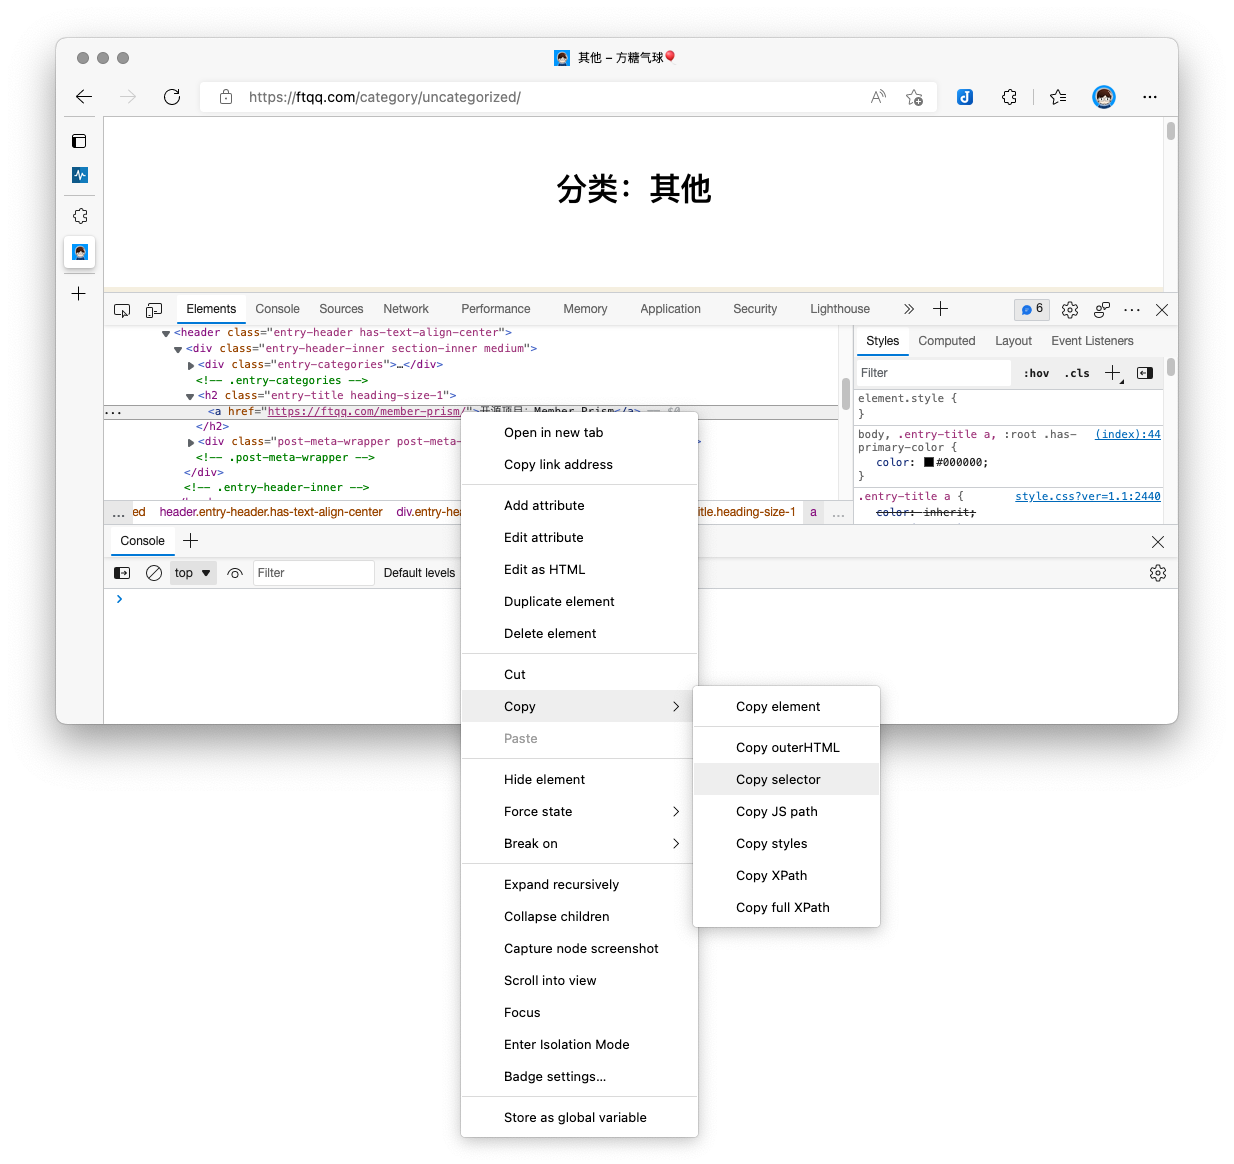 其他 – 方糖气球🎈
https://ftqq.com/category/uncategorized/
分类：其他
Elements Console Sources Network Performance Memory Application Security Lighthouse 6
<header class="entry-header has-text-align-center">
<div class="entry-header-inner section-inner medium">
<div class="entry-categories">…</div>
<!-- .entry-categories -->
<h2 class="entry-title heading-size-1">
<a href="https://ftqq.com/member-prism/">开源项目：Member Prism</a> == $0
</h2>
<div class="post-meta-wrapper post-meta-
<!-- .post-meta-wrapper -->
</div>
<!-- .entry-header-inner -->
... ed header.entry-header.has-text-align-center div.entry-hea itle.heading-size-1 a ...
Styles Computed Layout Event Listeners
Filter :hov .cls
element.style {
}
body, .entry-title a, :root .has-primary-color { (index):44
color: #000000;
}
.entry-title a { style.css?ver=1.1:2440
color: inherit;
Console
top Filter Default levels
Open in new tab
Copy link address
Add attribute
Edit attribute
Edit as HTML
Duplicate element
Delete element
Cut
Copy
Paste
Hide element
Force state
Break on
Expand recursively
Collapse children
Capture node screenshot
Scroll into view
Focus
Enter Isolation Mode
Badge settings...
Store as global variable
Copy element
Copy outerHTML
Copy selector
Copy JS path
Copy styles
Copy XPath
Copy full XPath